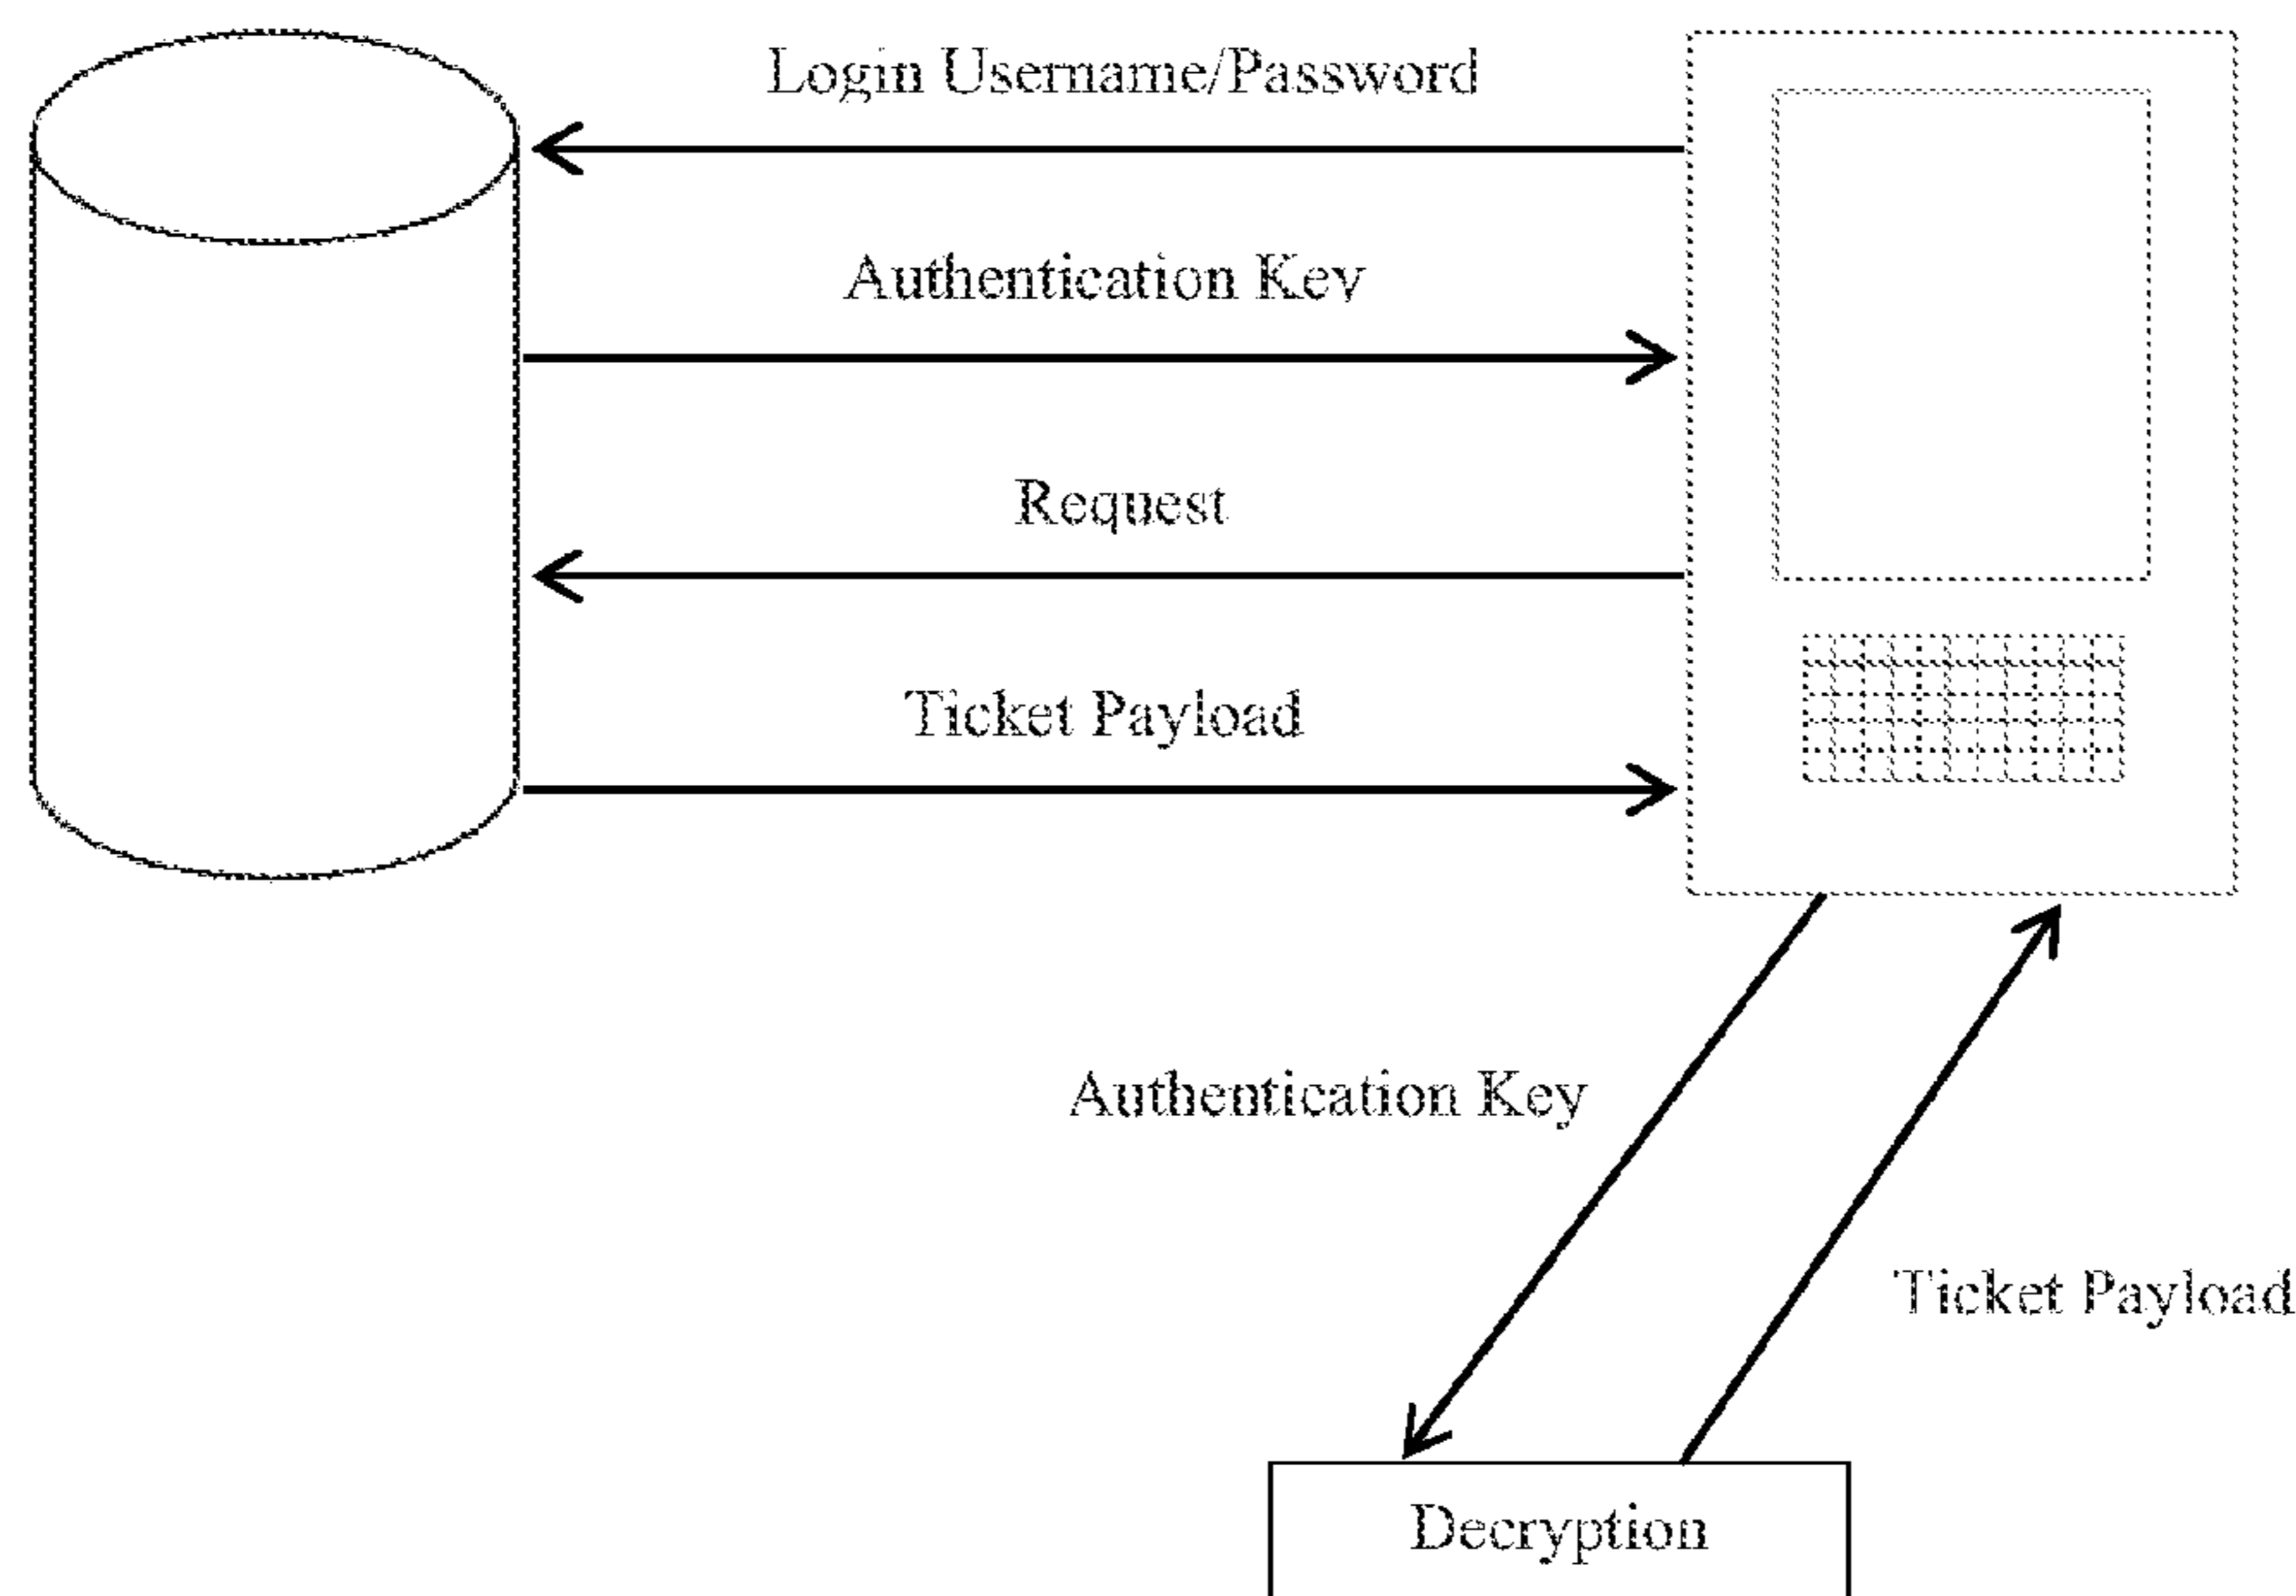 Login Username/Password
Authentication Key
Request
Ticket Payload
Authentication Key
Ticket Payload
Decryption